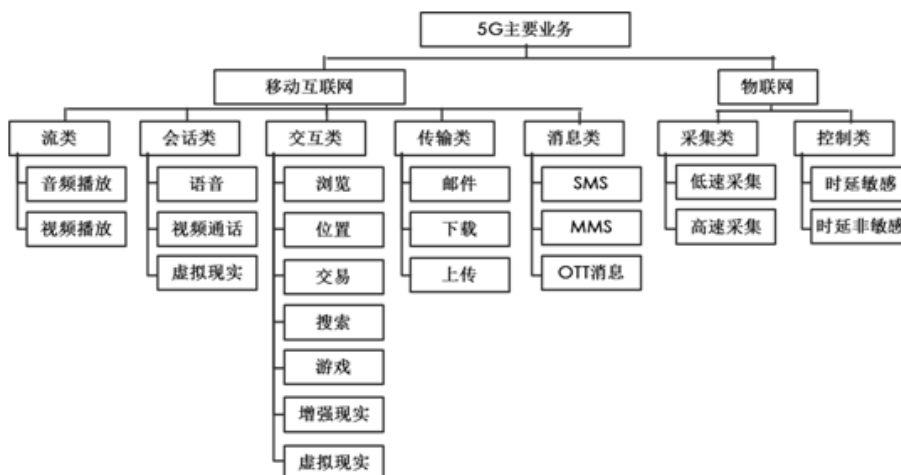 5G主要业务
移动互联网
物联网
流类
会话类
交互类
传输类
消息类
采集类
控制类
音频播放
语音
浏览
邮件
SMS
低速采集
时延敏感
视频播放
视频通话
位置
下载
MMS
高速采集
时延非敏感
虚拟现实
交易
上传
OTT消息
搜索
游戏
增强现实
虚拟现实